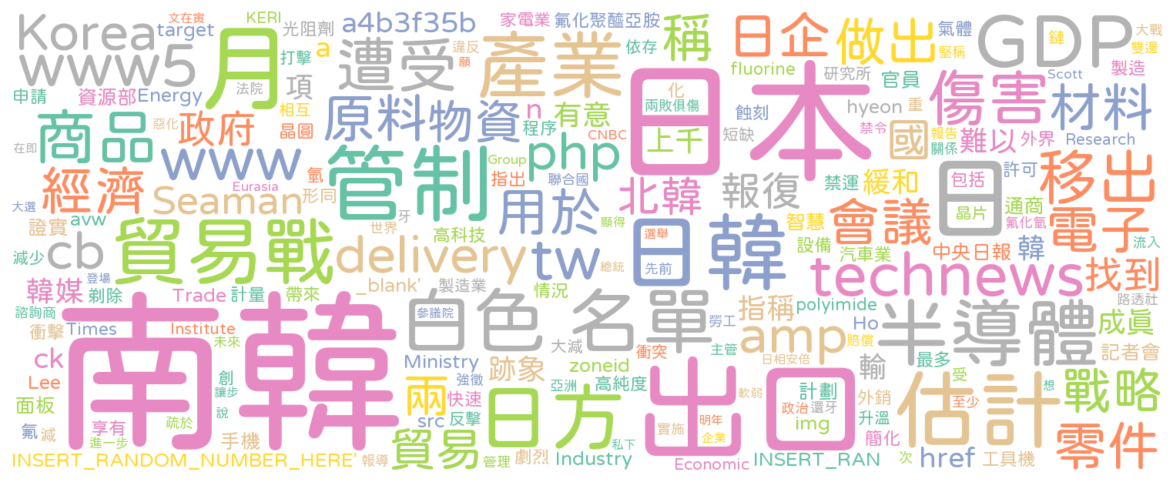 Korea www5 月 文在寅 target KERI 光阻劑 打擊 a a4b3f35b 家電業 氟化聚醯亞胺 依存 違反 願 遭受 產業 稱 日企 做出 氣體 堅稱 GDP 鏈 大戰 雙邊 製造
申請 資源部 Energy 法院 相互 項 原料 物資 n 有意 化 兩敗俱傷 上千 日本 fluorine 研究所 官員 蝕刻 hyeon 重 短缺 禁令 國 報告 關係 傷害 難以 外界 材料 Scott Research
商品 惡化 在即 政府 晶圓 www 管制 Group 指出 程序 CNBC php 聯合國 北韓 報復 禁運 緩和 許可 包括 晶片 日 移出
經濟 Eurasia 氫 形同 Seaman 大選 證實 avw 用於 世界 牙 顯得 選舉 先前 日韓 智慧 設備 會議 汽車業 通商 氟化氫 韓 電子 流入
減少 cb 登場 貿易戰 高科技 delivery tw 總統 technews 中央日報 找到
韓媒 剔除 Trade 計量 帶來 _blank' 製造業 情況 白色 名單 參議院 勞工 指稱 polyimide 半導體 路透社 成真
諮詢商 衝擊 Times Institute 未來 南韓 Ministry 跡象 大減 zoneid 衝突 主管 amp Ho 賠償 記者會
ck Lee 創 讓步 說 兩 強徵 快速 亞洲 高純度 日相安倍 出口 計劃 政治 還牙 輸 最多 受 估計 想 戰略
面板 享有 進一步 疏於 氟 減 手機 src 反擊 日方 私下 軟弱 實施 明年 企業 img 外銷 升溫 至少 簡化 零件
INSERT_RANDOM_NUMBER_HERE' 報導 貿易 管理 劇烈 Industry Economic INSERT_RAN 次 href 工具機